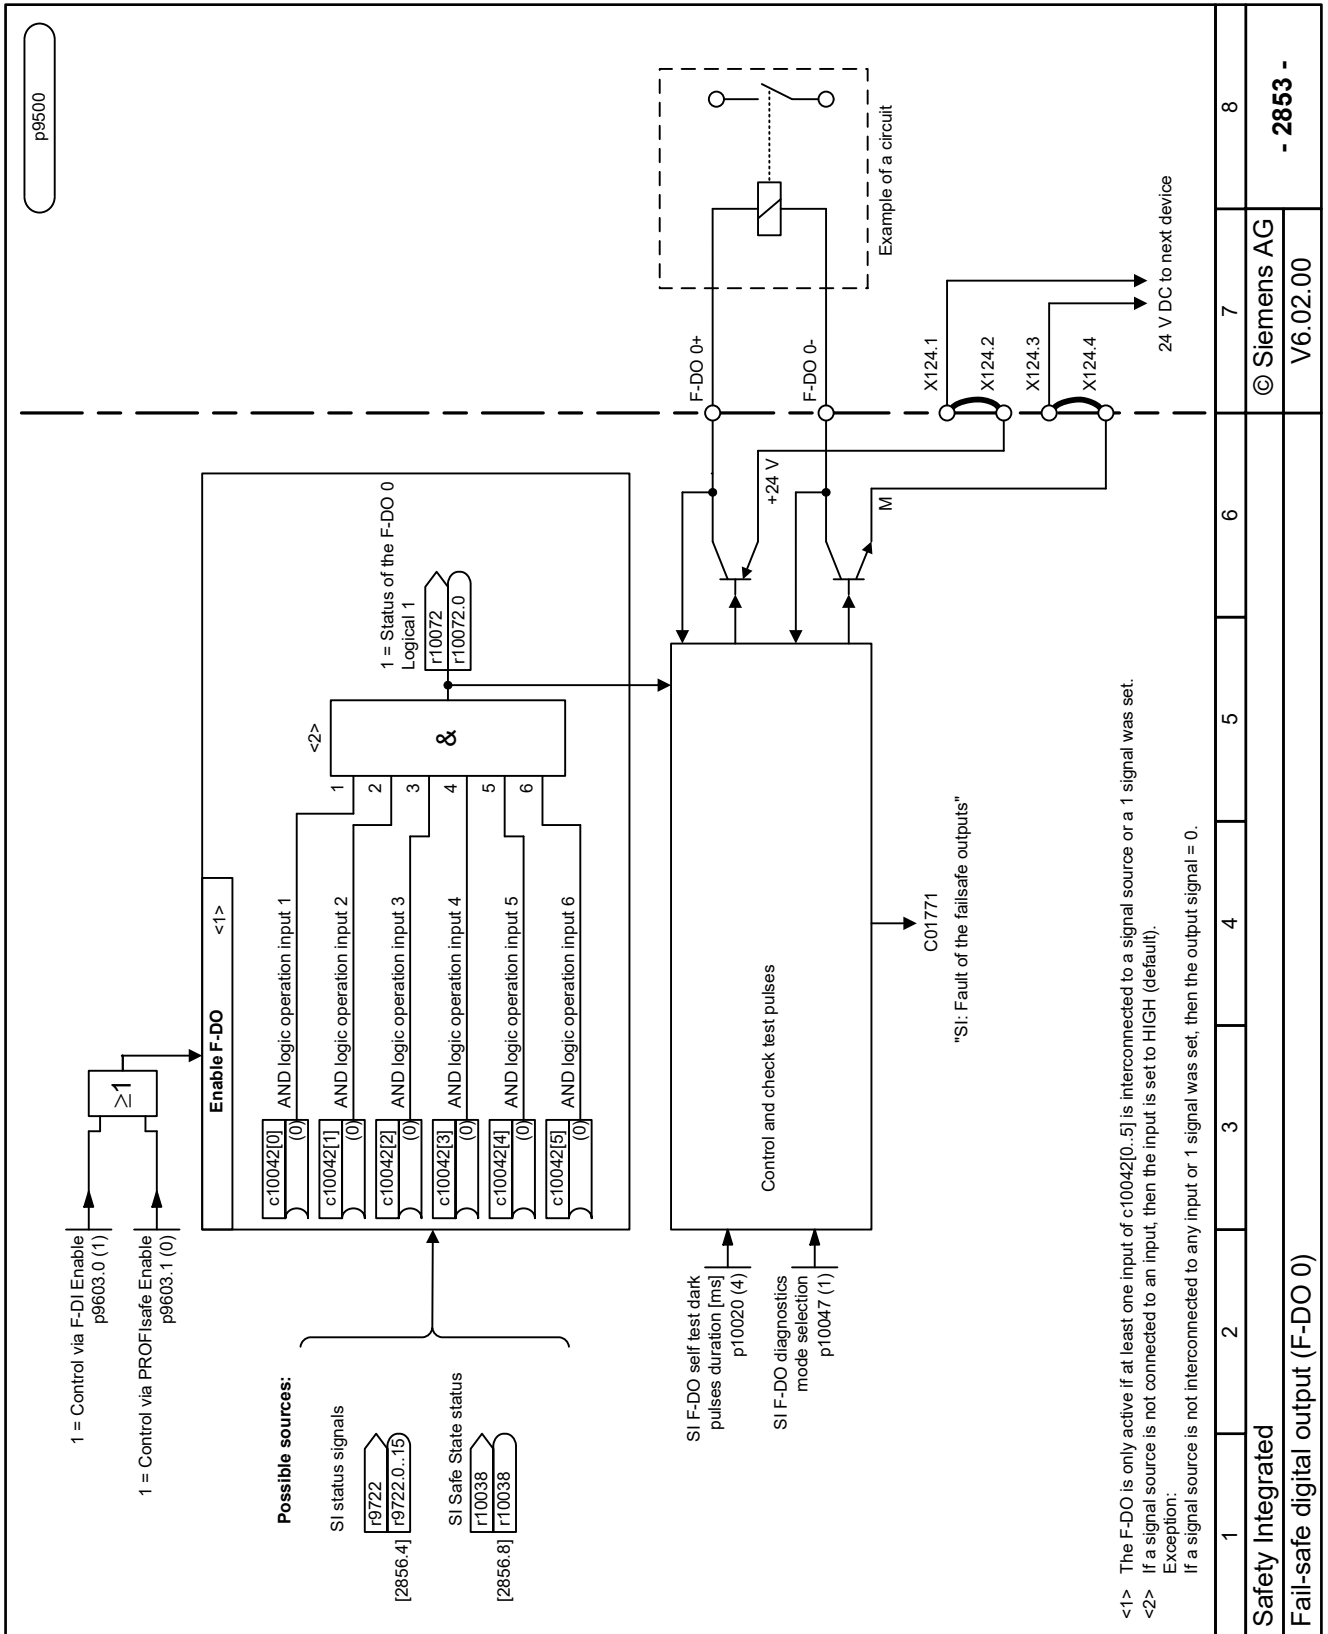 p9500
1 = Control via F-DI Enable
p9603.0 (1)
1 = Control via PROFIsafe Enable
p9603.1 (0)
≥1
Enable F-DO
<1>
Possible sources:
SI status signals
r9722
r9722.0..15
[2856.4]
SI Safe State status
r10038
r10038
[2856.8]
c10042[0]
(0)
AND logic operation input 1
c10042[1]
(0)
AND logic operation input 2
c10042[2]
(0)
AND logic operation input 3
c10042[3]
(0)
AND logic operation input 4
c10042[4]
(0)
AND logic operation input 5
c10042[5]
(0)
AND logic operation input 6
1
2
3
4
5
6
<2>
&
1 = Status of the F-DO 0
Logical 1
r10072
r10072.0
SI F-DO self test dark
pulses duration [ms]
p10020 (4)
SI F-DO diagnostics
mode selection
p10047 (1)
Control and check test pulses
C01771
"SI: Fault of the failsafe outputs"
+24 V
M
F-DO 0+
F-DO 0-
X124.1
X124.2
X124.3
X124.4
Example of a circuit
24 V DC to next device
<1> The F-DO is only active if at least one input of c10042[0..5] is interconnected to a signal source or a 1 signal was set.
<2> If a signal source is not connected to an input, then the input is set to HIGH (default).
Exception:
If a signal source is not interconnected to any input or 1 signal was set, then the output signal = 0.
1
2
3
4
5
6
7
8
Safety Integrated
© Siemens AG
- 2853 -
Fail-safe digital output (F-DO 0)
V6.02.00